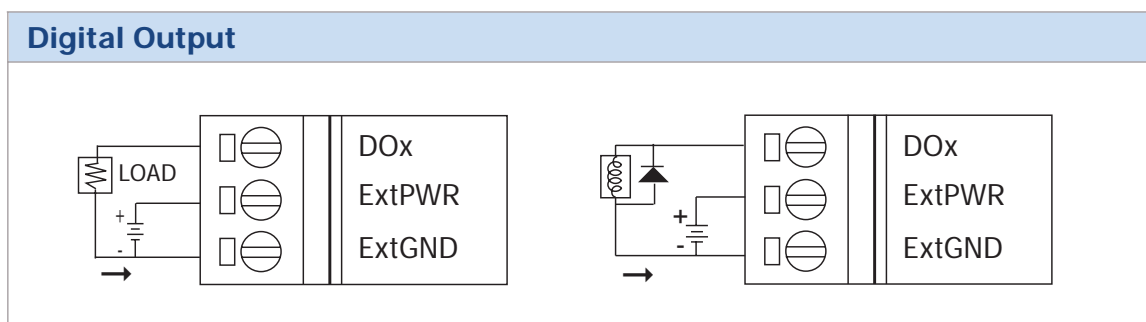 Digital Output
DOx
LOAD
ExtPWR
+
-
ExtGND
DOx
ExtPWR
+
-
ExtGND